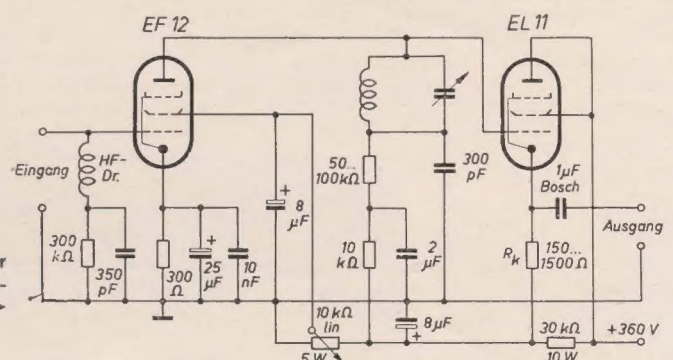 EF 12
EL 11
-Eingang
HF-
Dr.
300
kΩ
350
pF
300
Ω
25
µF
10
nF
+
+
8
µF
10 kΩ
lin
5 W
50...
100kΩ
10
kΩ
2
µF
8µF
+
300
pF
1µF
Bosch
Ausgang
Rk
150...
1500 Ω
30 kΩ
10 W
+360 V
r
-